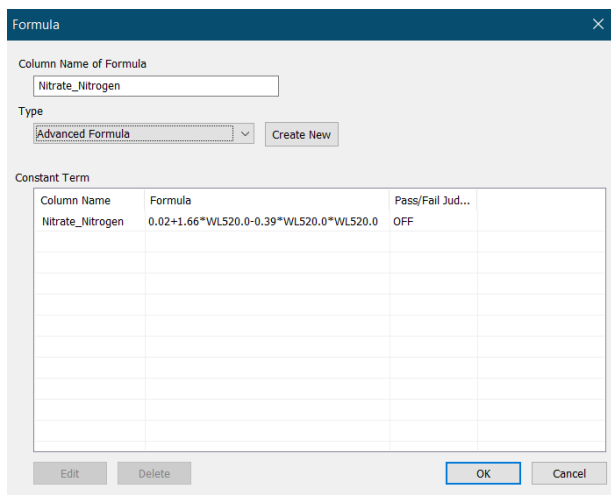 Formula
Column Name of Formula
Nitrate_Nitrogen
Type
Advanced Formula Create New
Constant Term
Column Name Formula Pass/Fail Jud...
Nitrate_Nitrogen 0.02+1.66*WL520.0-0.39*WL520.0*WL520.0 OFF
Edit Delete OK Cancel